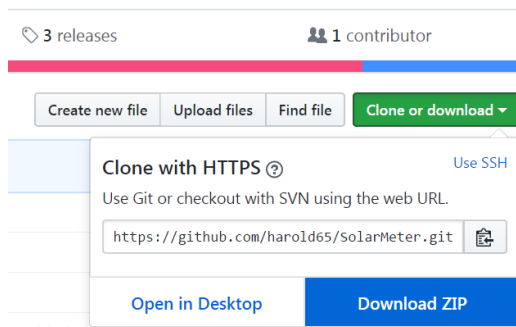 3 releases 1 contributor
Create new file Upload files Find file Clone or download
Clone with HTTPS ? Use SSH
Use Git or checkout with SVN using the web URL.
https://github.com/harold65/SolarMeter.git
Open in Desktop Download ZIP